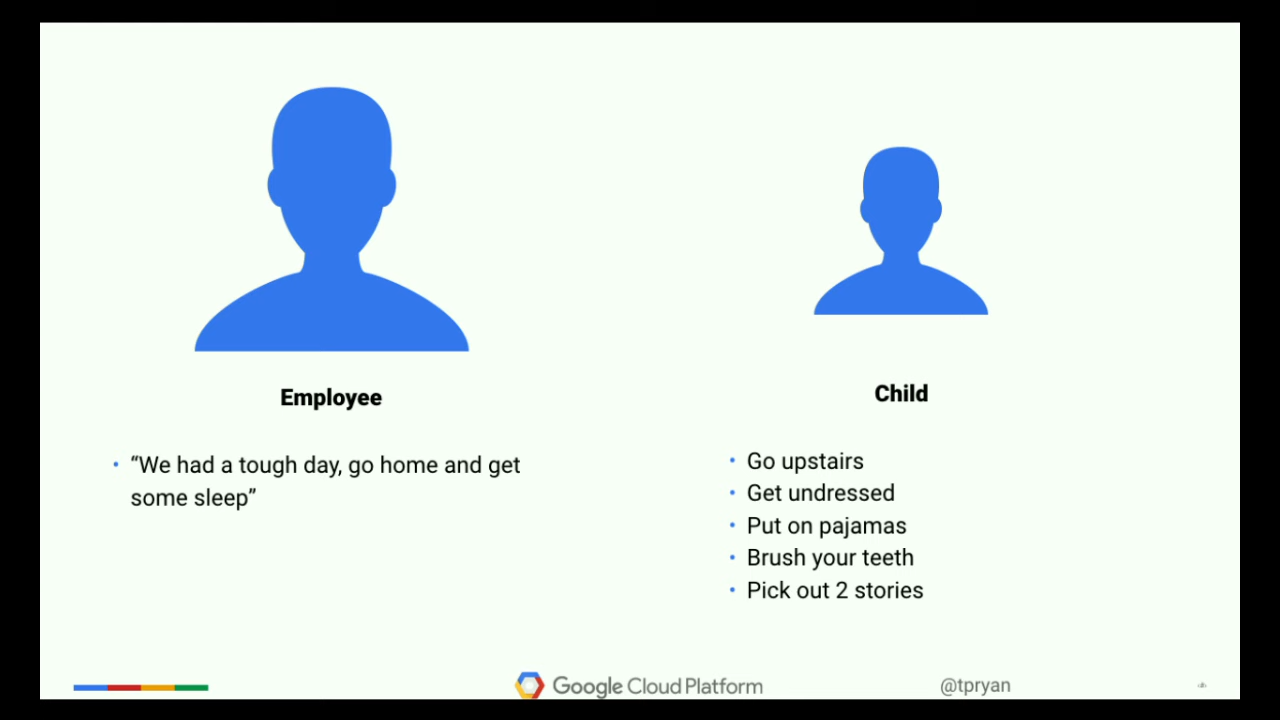 Employee
“We had a tough day, go home and get
some sleep”
Child
Go upstairs
Get undressed
Put on pajamas
Brush your teeth
Pick out 2 stories
Google Cloud Platform
@tpryan